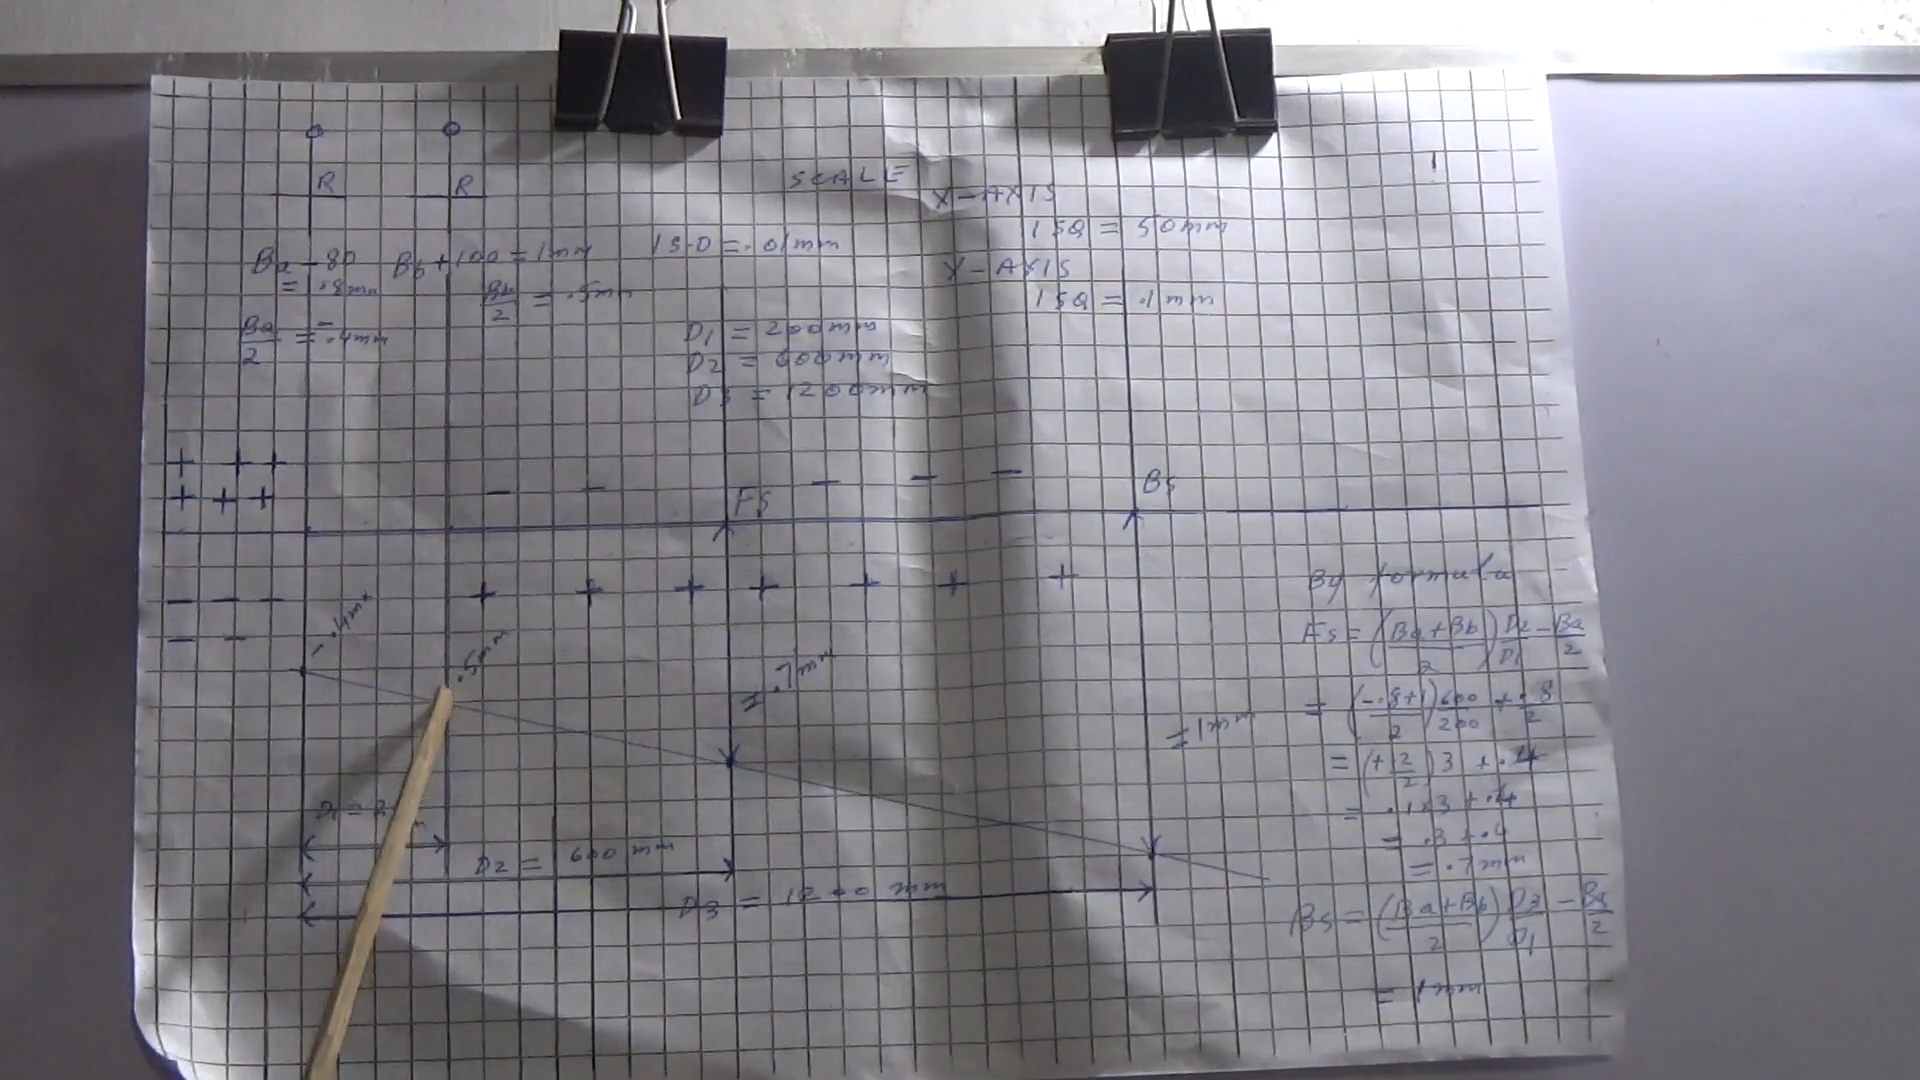 R R
SCALE
X-AXIS
1 SQ = 50mm
Y-AXIS
1 SQ = .1mm
Ba - 80
= -.8mm
Ba/2 = -.4mm
Bb + 100 = 1mm
Bb/2 = .5mm
1S.D = .01mm
D1 = 200mm
D2 = 600mm
D3 = 1200mm
+ + +
+ + +
- - - - -
Fs
Bs
+ + + + + + +
- - -
- -
-.4mm
.5mm
= .7mm
= 1mm
D2 = 600 mm
D3 = 1200 mm
By formula
Fs = (Ba+Bb/2) D2/D1 - Ba/2
= (-.8+1/2) 600/200 + .8/2
= (+.2/2) 3 + .4
= .1x3 + .4
= .3 + .4
= .7mm
Bs = (Ba+Bb/2) D3/D1 - Ba/2
= 1mm